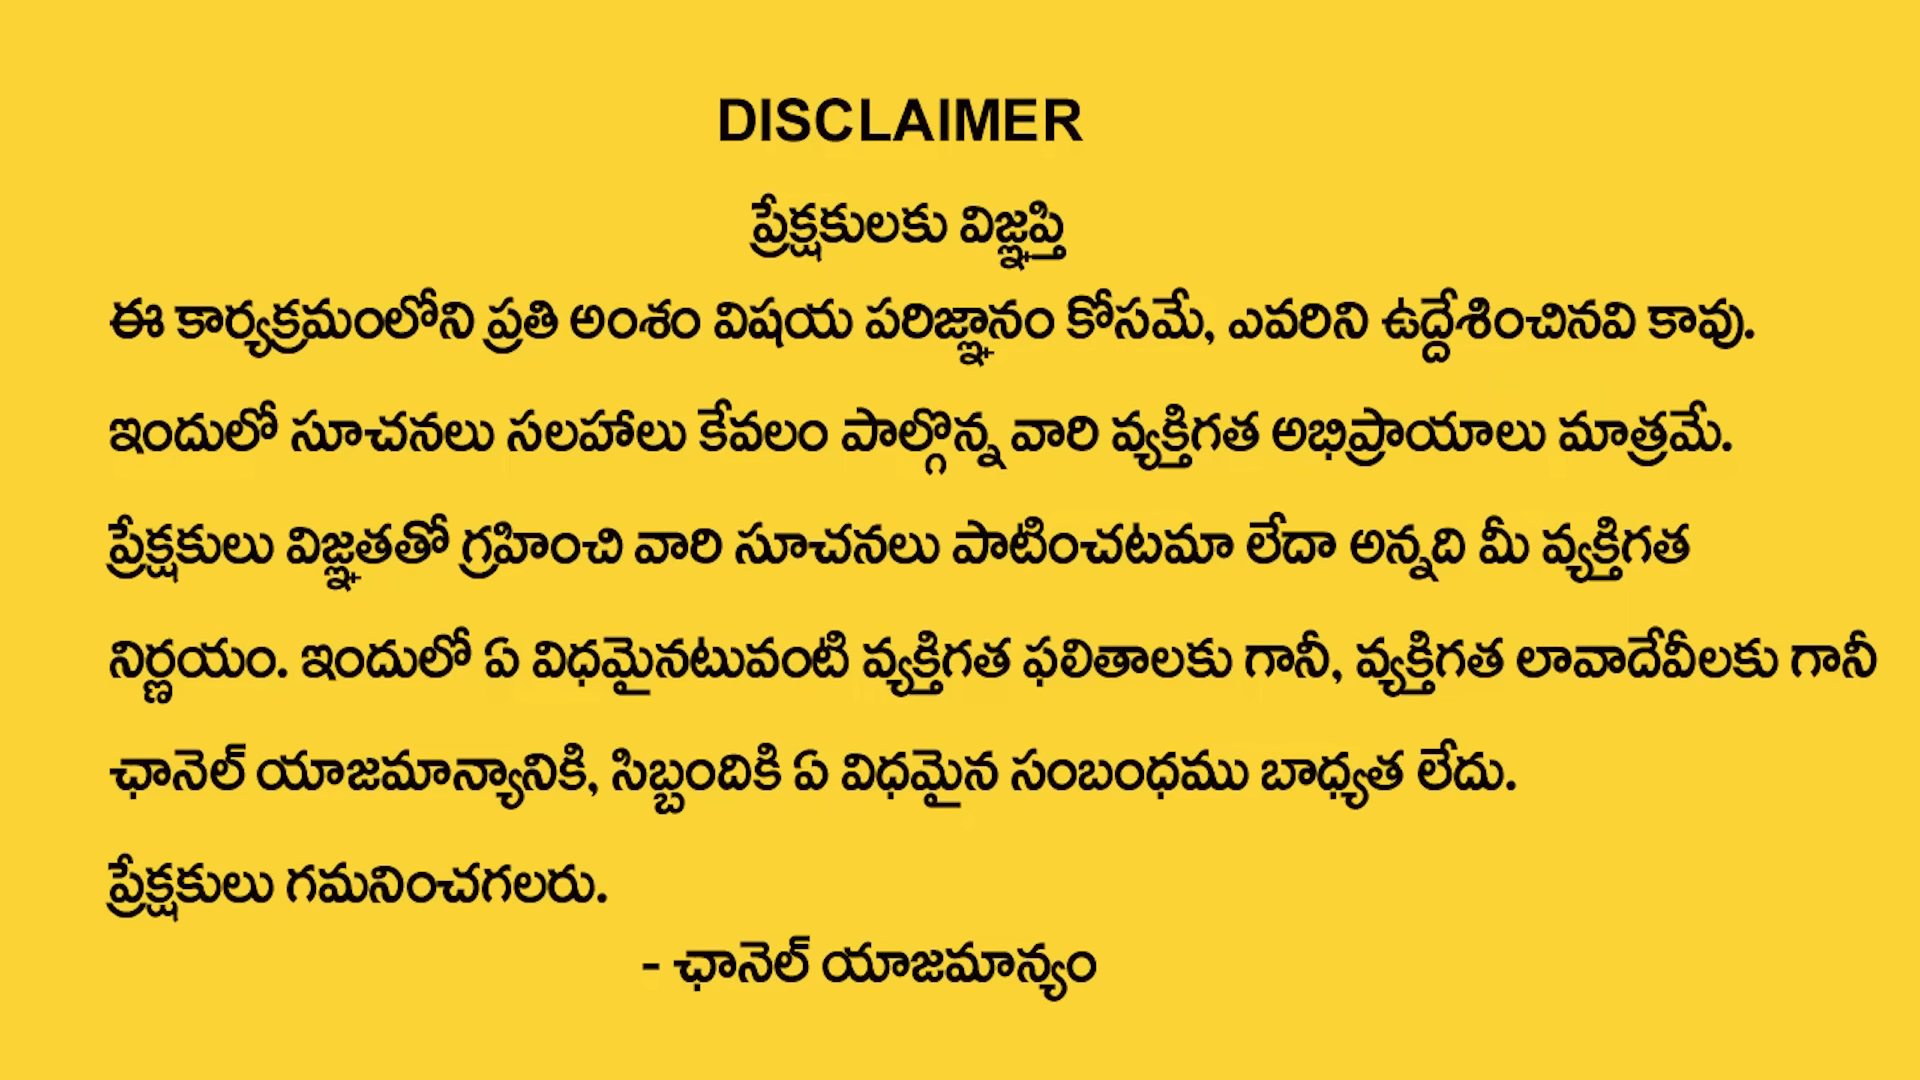 DISCLAIMER
ప్రేక్షకులకు విజ్ఞప్తి
ఈ కార్యక్రమంలోని ప్రతి అంశం విషయ పరిజ్ఞానం కోసమే, ఎవరిని ఉద్దేశించినవి కావు.
ఇందులో సూచనలు సలహాలు కేవలం పాల్గొన్న వారి వ్యక్తిగత అభిప్రాయాలు మాత్రమే.
ప్రేక్షకులు విజ్ఞతతో గ్రహించి వారి సూచనలు పాటించటమా లేదా అన్నది మీ వ్యక్తిగత
నిర్ణయం. ఇందులో ఏ విధమైనటువంటి వ్యక్తిగత ఫలితాలకు గానీ, వ్యక్తిగత లావాదేవీలకు గానీ
ఛానెల్ యాజమాన్యానికి, సిబ్బందికి ఏ విధమైన సంబంధము బాధ్యత లేదు.
ప్రేక్షకులు గమనించగలరు.
- ఛానెల్ యాజమాన్యం